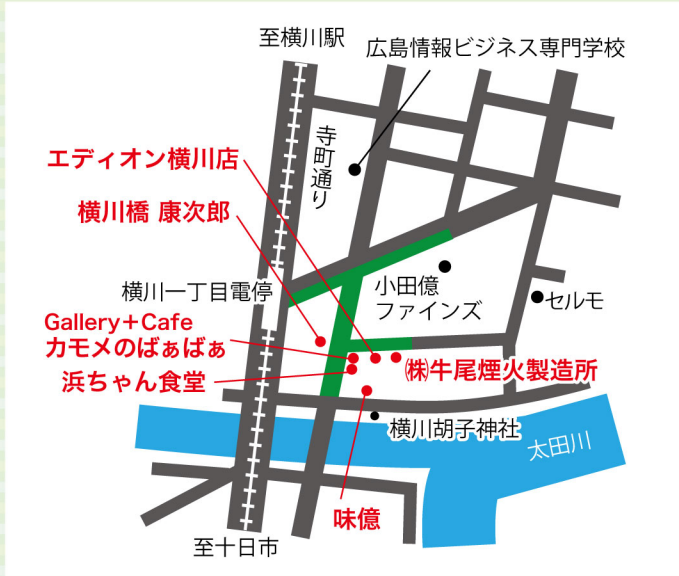 至横川駅
広島情報ビジネス専門学校
寺町通り
エディオン横川店
横川橋 康次郎
横川一丁目電停
小田億
ファインズ
セルモ
Gallery+Cafe
カモメのばぁばぁ
浜ちゃん食堂
㈱牛尾煙火製造所
横川胡子神社
太田川
味億
至十日市